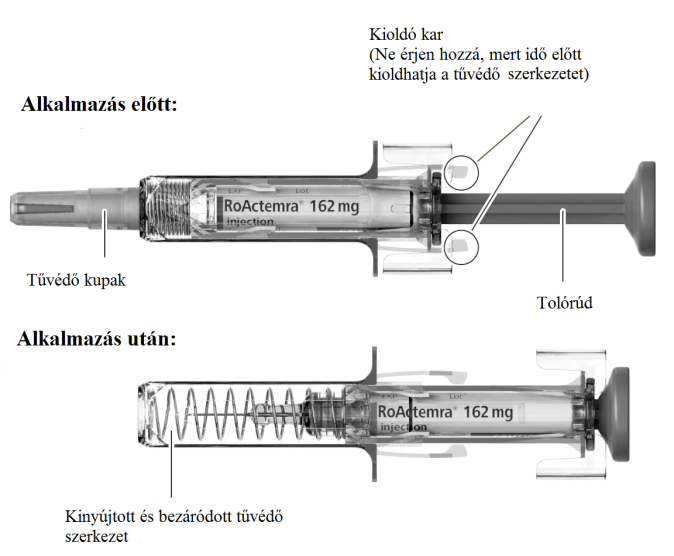 Kioldó kar
(Ne érjen hozzá, mert idő előtt
kioldhatja a tűvédő szerkezetet)
Alkalmazás előtt:
EXP Lot
RoActemra® 162 mg
injection
Tűvédő kupak
Tolórúd
Alkalmazás után:
EXP Lot
RoActemra® 162 mg
injection
Kinyújtott és bezáródott tűvédő
szerkezet